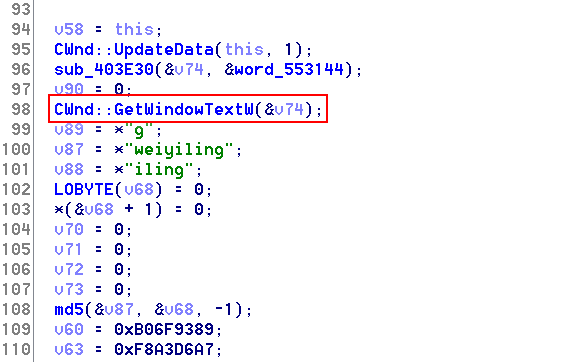 93
94 v58 = this;
95 CWnd::UpdateData(this, 1);
96 sub_403E30(&v74, &word_553144);
97 v90 = 0;
98 CWnd::GetWindowTextW(&v74);
99 v89 = *"g";
100 v87 = *"weiyiling";
101 v88 = *"iling";
102 LOBYTE(v68) = 0;
103 *(&v68 + 1) = 0;
104 v70 = 0;
105 v71 = 0;
106 v72 = 0;
107 v73 = 0;
108 md5(&v87, &v68, -1);
109 v60 = 0xB06F9389;
110 v63 = 0xF8A3D6A7;